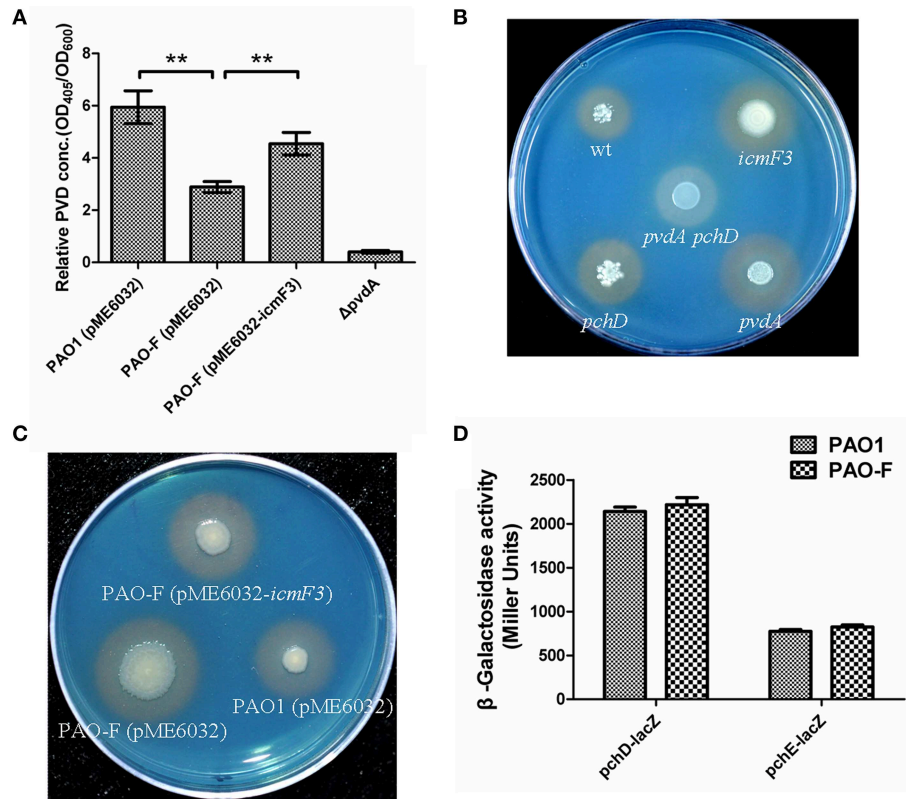 A
Relative PVD conc.(OD405/OD600)
8
6
4
2
0
**
**
PAO1 (pME6032)
PAO-F (pME6032)
PAO-F (pME6032-icmF3)
ΔpvdA
B
wt
icmF3
pvdA pchD
pchD
pvdA
C
PAO-F (pME6032-icmF3)
PAO1 (pME6032)
PAO-F (pME6032)
D
PAO1
PAO-F
β -Galactosidase activity
(Miller Units)
2500
2000
1500
1000
500
0
pchD-lacZ
pchE-lacZ